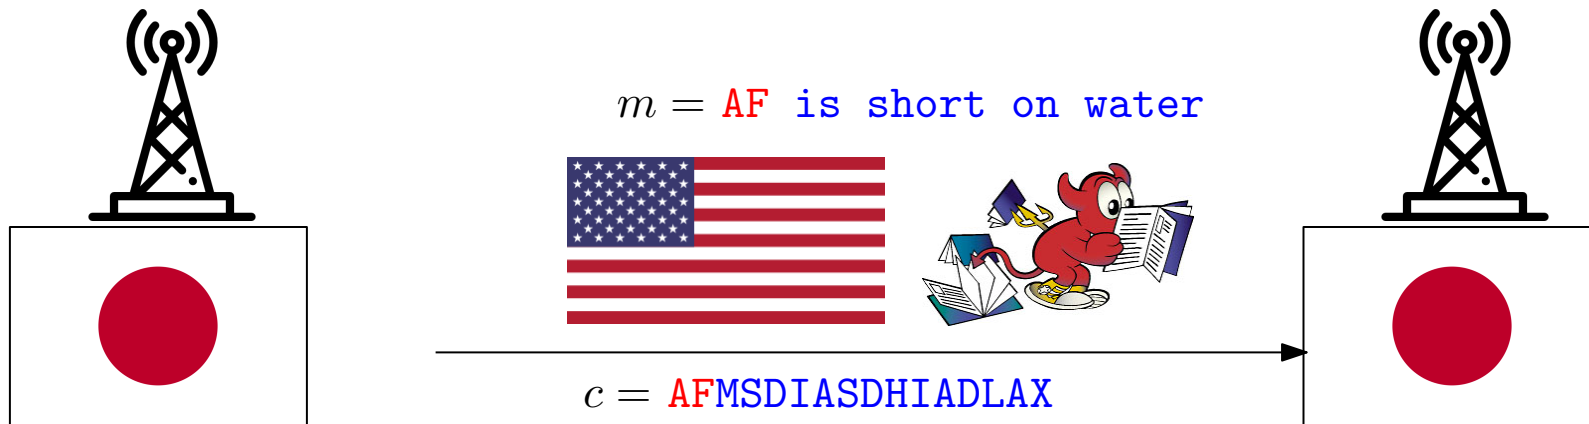 m = AF is short on water
c = AFMSDIASDHIADLAX